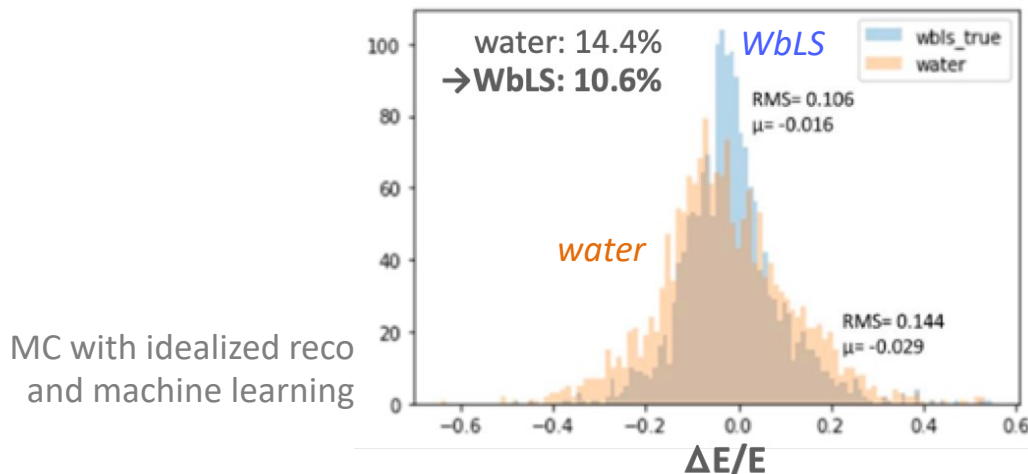 water: 14.4%
→WbLS: 10.6%
WbLS
wbls_true
water
RMS= 0.106
μ= -0.016
water
RMS= 0.144
μ= -0.029
MC with idealized reco
and machine learning
100
80
60
40
20
0
−0.6 −0.4 −0.2 0.0 0.2 0.4 0.6
ΔE/E